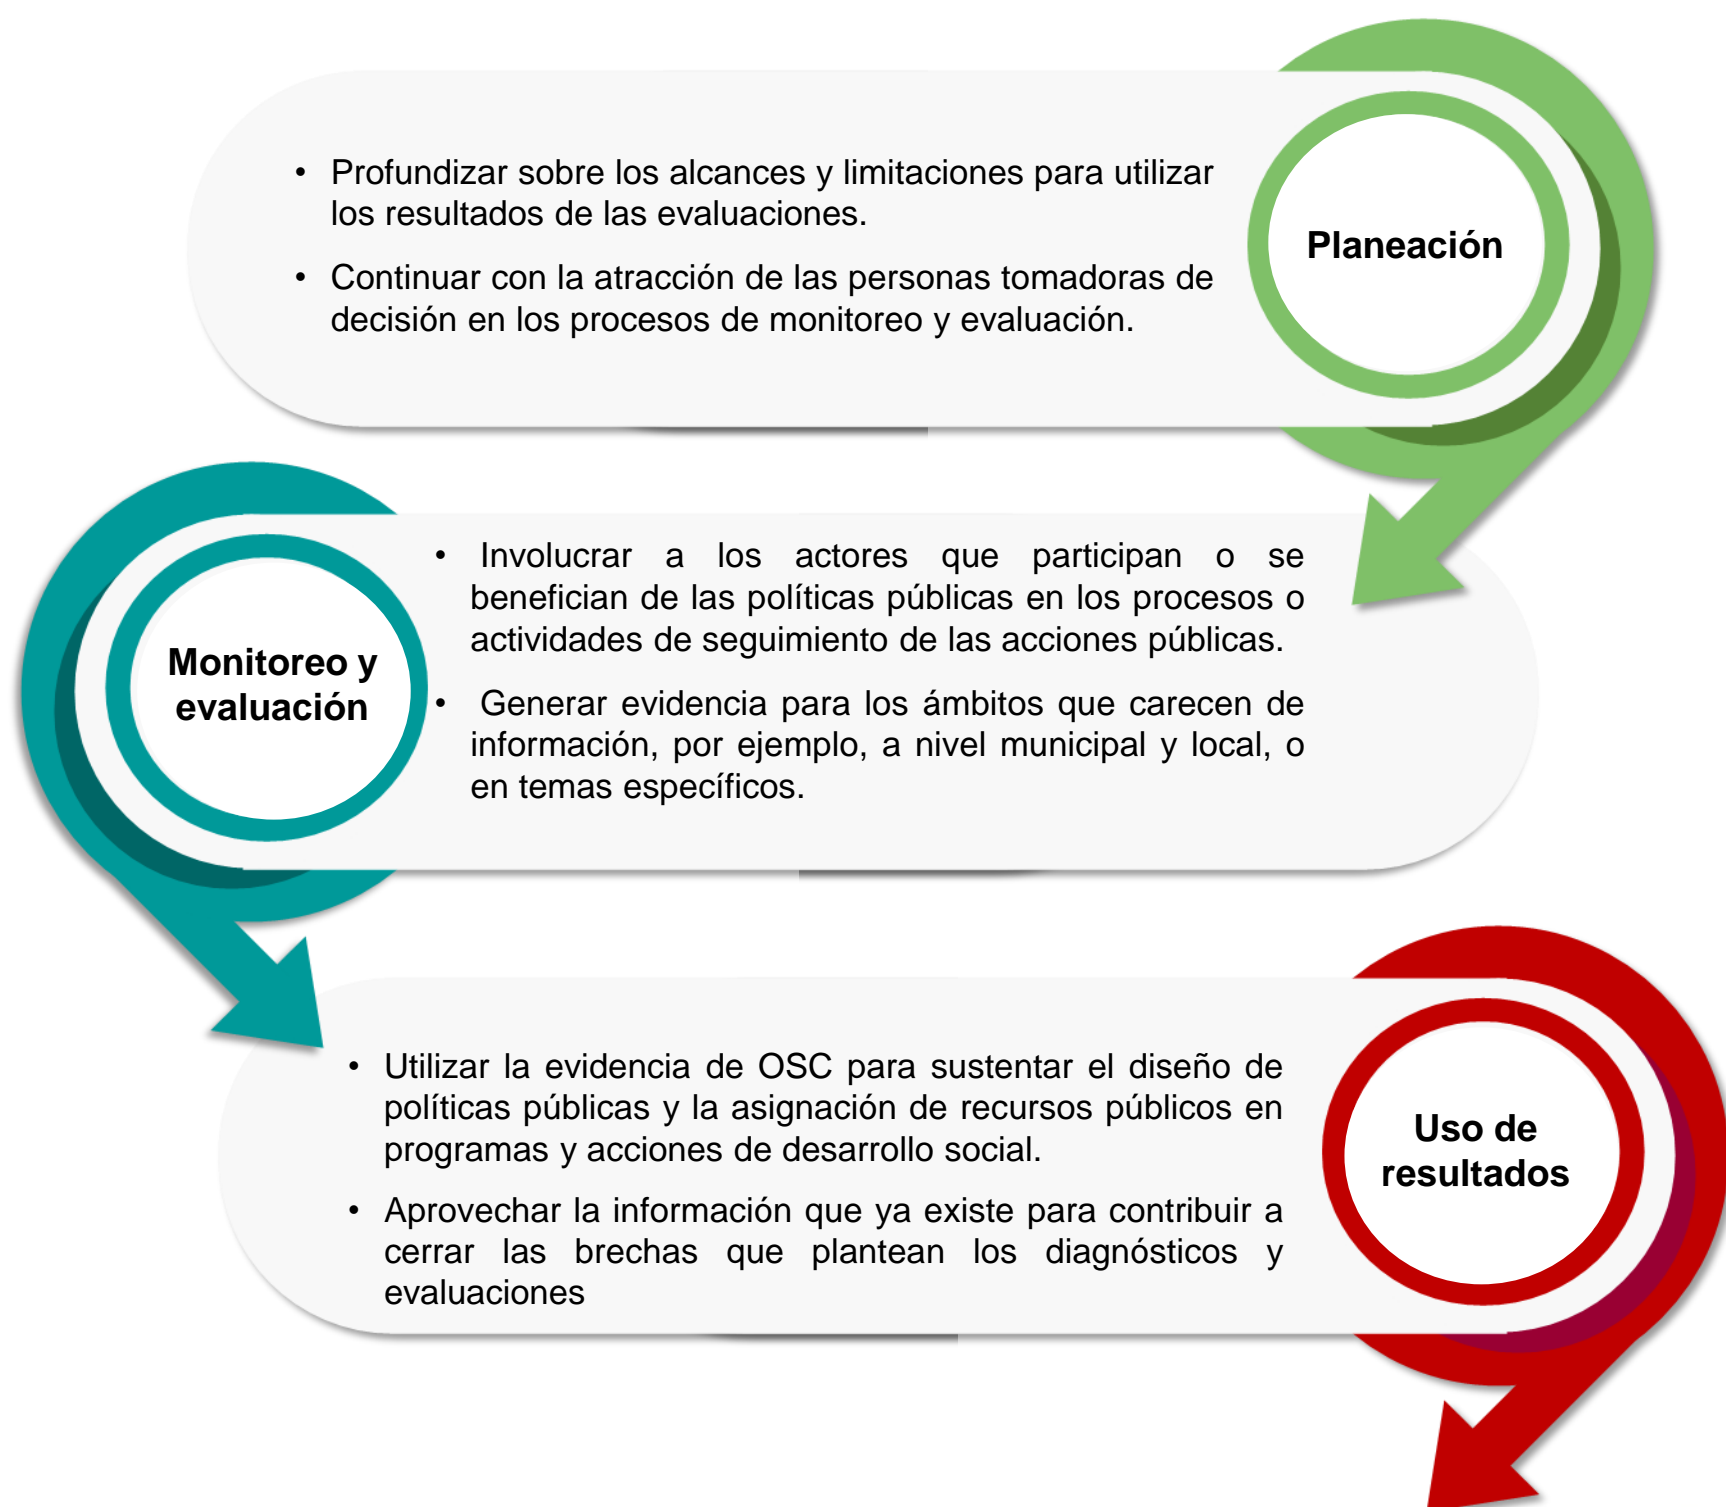 • Profundizar sobre los alcances y limitaciones para utilizar
los resultados de las evaluaciones.
• Continuar con la atracción de las personas tomadoras de
decisión en los procesos de monitoreo y evaluación.
Planeación
Monitoreo y
evaluación
• Involucrar a los actores que participan o se
benefician de las políticas públicas en los procesos o
actividades de seguimiento de las acciones públicas.
• Generar evidencia para los ámbitos que carecen de
información, por ejemplo, a nivel municipal y local, o
en temas específicos.
• Utilizar la evidencia de OSC para sustentar el diseño de
políticas públicas y la asignación de recursos públicos en
programas y acciones de desarrollo social.
• Aprovechar la información que ya existe para contribuir a
cerrar las brechas que plantean los diagnósticos y
evaluaciones
Uso de
resultados